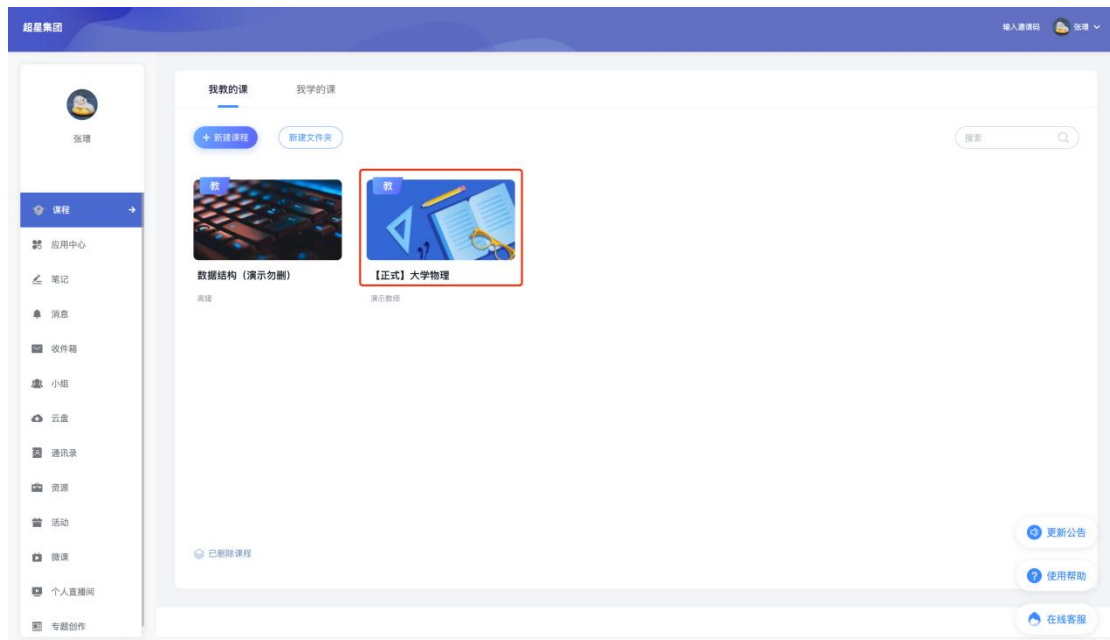 超星集团
输入邀请码
张璟
张璟
课程
应用中心
笔记
消息
收件箱
小组
云盘
通讯录
资源
活动
微课
个人直播间
专题创作
我教的课 我学的课
+ 新建课程 新建文件夹
搜索
教
数据结构（演示勿删）
教
【正式】大学物理
演示教师
已删除课程
更新公告
使用帮助
在线客服